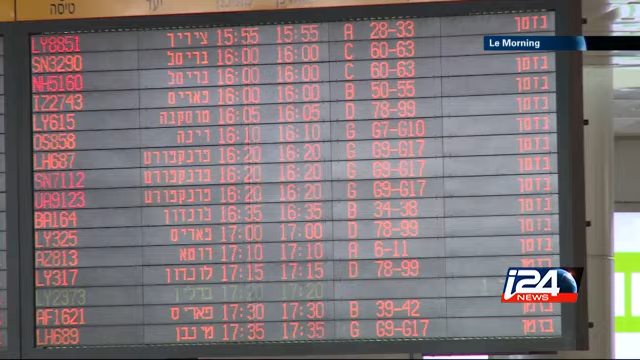 טיסה
Le Morning
LY8851 ציריך 15:55 15:55 A 28-33 בזמן
SN3290 בריסל 16:00 16:00 C 60-63 בזמן
NH5160 בריסל 16:00 16:00 C 60-63 בזמן
IZ2743 פאריס 16:00 16:00 B 50-55 בזמן
LY615 מוסקבה 16:05 16:05 D 78-99 בזמן
OS858 וינה 16:10 16:10 G G7-G10 בזמן
LH687 פרנקפורט 16:20 16:20 G G9-G17 בזמן
SN7112 פרנקפורט 16:20 16:20 G G9-G17 בזמן
UA9123 פרנקפורט 16:20 16:20 G G9-G17 בזמן
BA164 לונדון 16:35 16:35 B 34-38 בזמן
LY325 פאריס 17:00 17:00 D 78-99 בזמן
AZ813 רומא 17:10 17:10 A 6-11 בזמן
LY317 לונדון 17:15 17:15 D 78-99
LY2373 ברלין 17:20 17:20
AF1621 פאריס 17:30 17:30 B 39-42 בזמן
LH689 מינכן 17:35 17:35 G G9-G17 בזמן
i24
NEWS